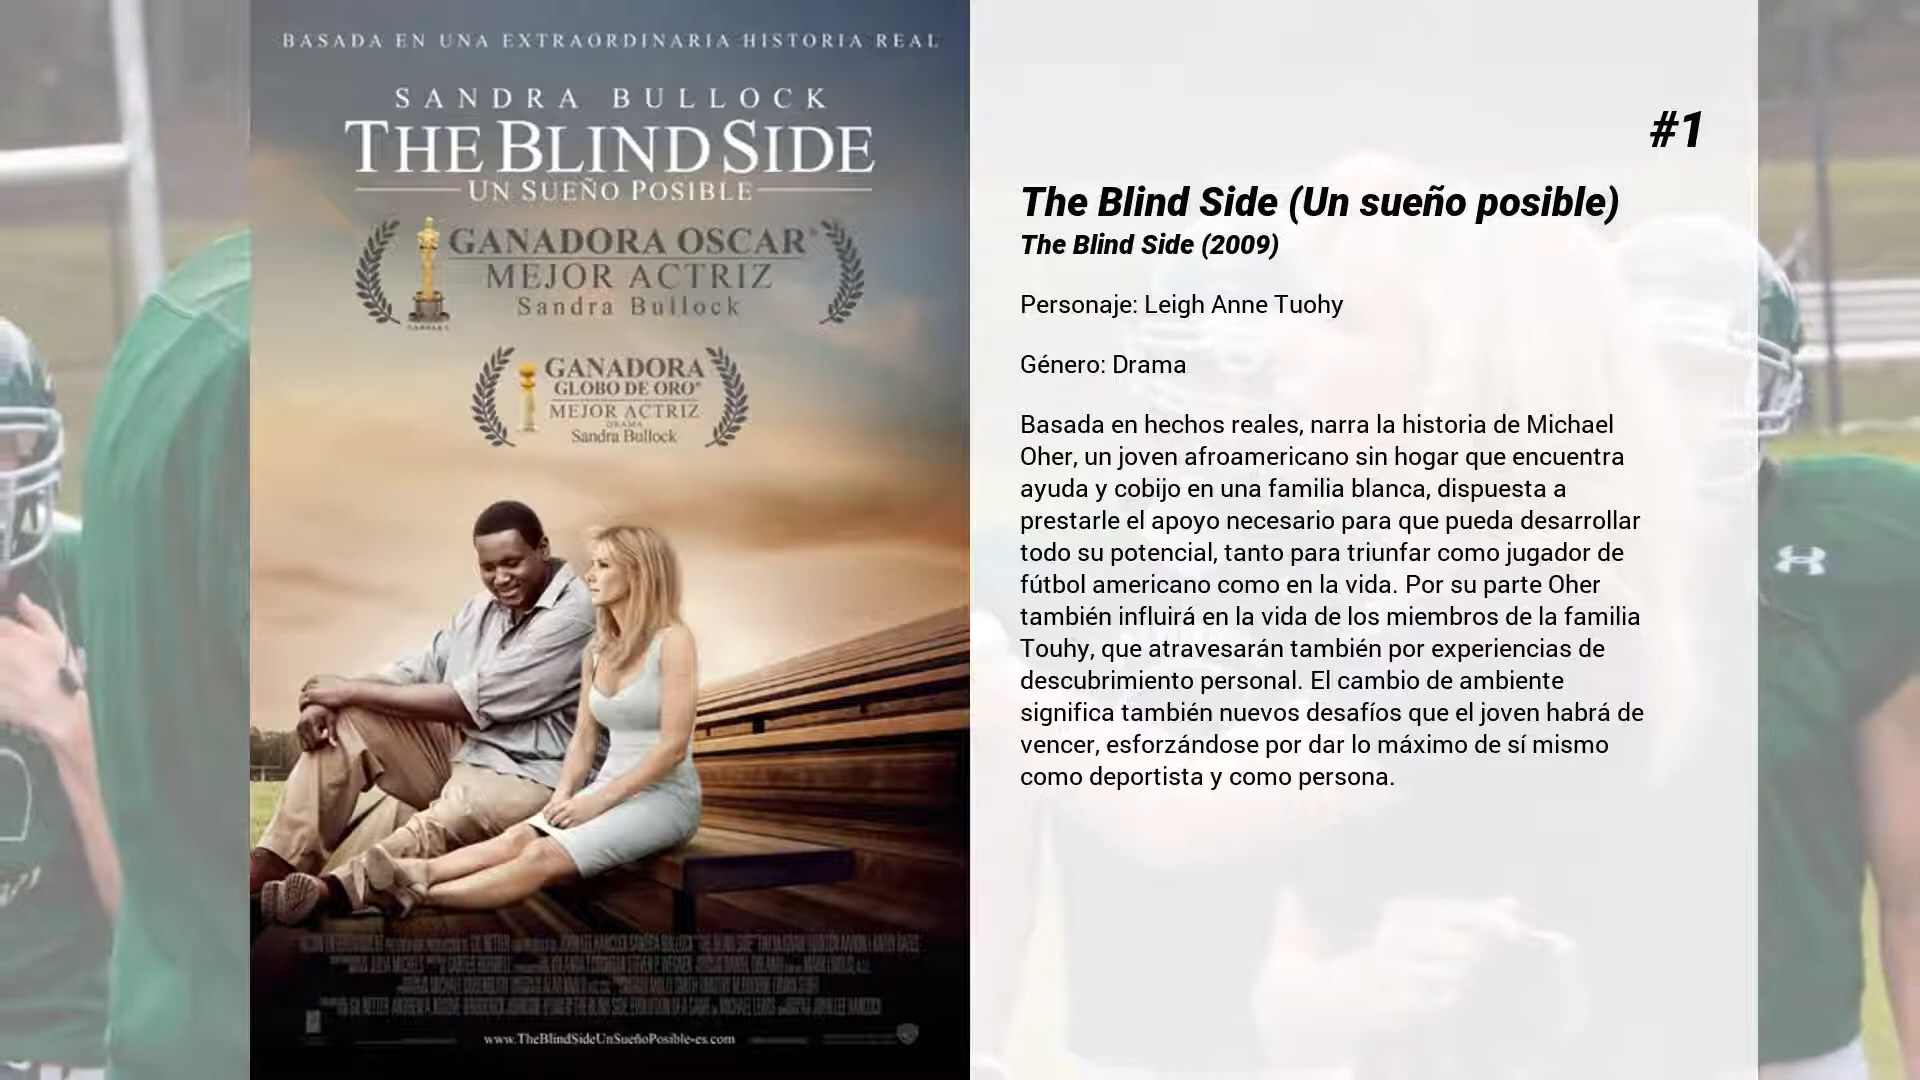 BASADA EN UNA EXTRAORDINARIA HISTORIA REAL
SANDRA BULLOCK
THE BLIND SIDE
UN SUEÑO POSIBLE
GANADORA OSCAR®
MEJOR ACTRIZ
Sandra Bullock
GANADORA
GLOBO DE ORO®
MEJOR ACTRIZ
DRAMA
Sandra Bullock
www.TheBlindSideUnSueñoPosible-es.com
#1
The Blind Side (Un sueño posible)
The Blind Side (2009)
Personaje: Leigh Anne Tuohy
Género: Drama
Basada en hechos reales, narra la historia de Michael
Oher, un joven afroamericano sin hogar que encuentra
ayuda y cobijo en una familia blanca, dispuesta a
prestarle el apoyo necesario para que pueda desarrollar
todo su potencial, tanto para triunfar como jugador de
fútbol americano como en la vida. Por su parte Oher
también influirá en la vida de los miembros de la familia
Touhy, que atravesarán también por experiencias de
descubrimiento personal. El cambio de ambiente
significa también nuevos desafíos que el joven habrá de
vencer, esforzándose por dar lo máximo de sí mismo
como deportista y como persona.